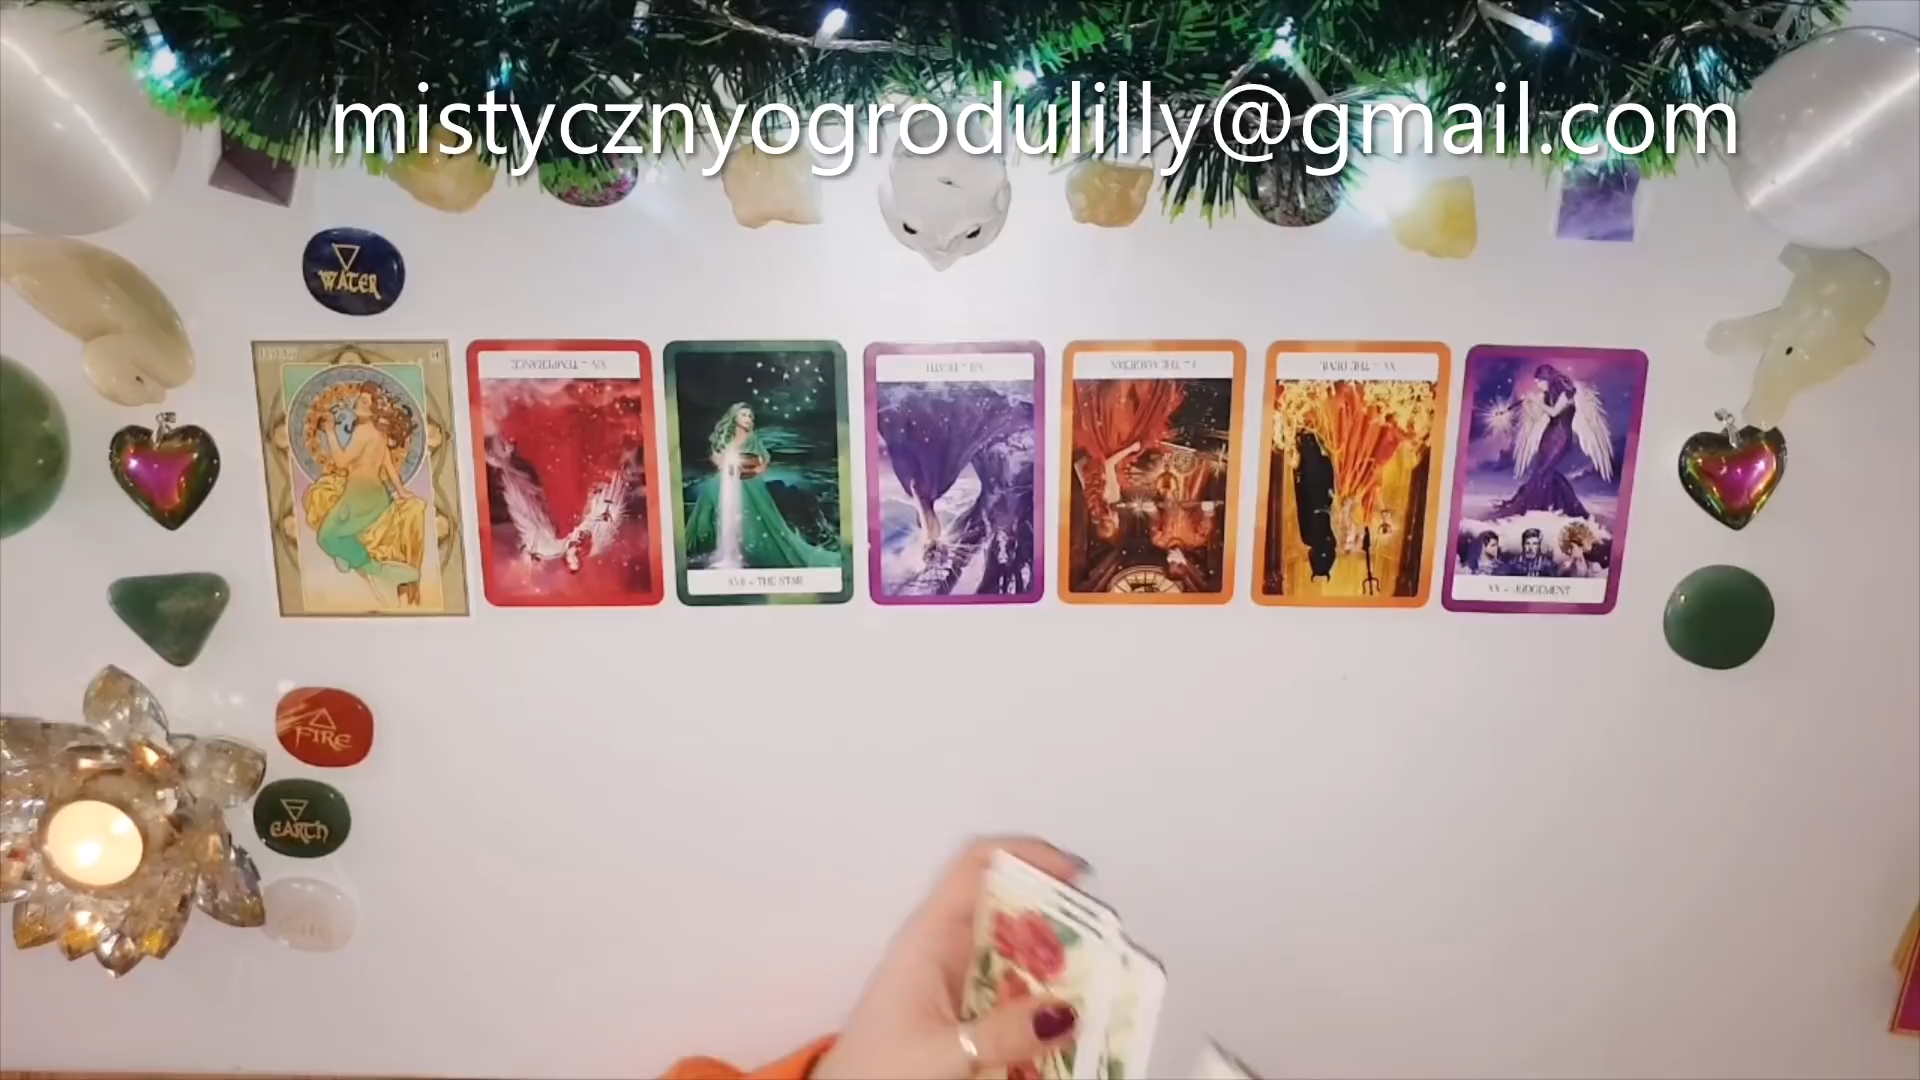 mistycznyogrodulilly@gmail.com
WATER
XIV ~ TEMPERANCE
XVII ~ THE STAR
XIII ~ DEATH
I ~ THE MAGICIAN
XV ~ THE DEVIL
XX ~ JUDGEMENT
FIRE
EARTH